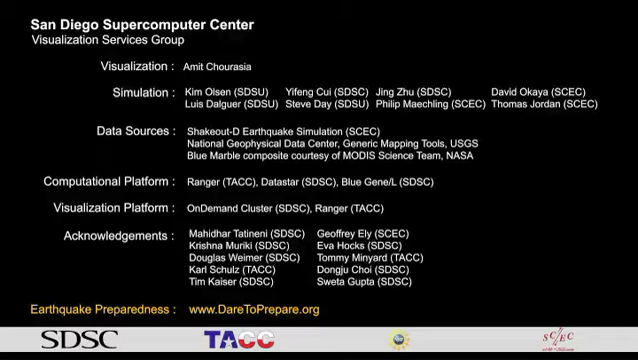 San Diego Supercomputer Center
Visualization Services Group
Visualization : Amit Chourasia
Simulation : Kim Olsen (SDSU) Yifeng Cui (SDSC) Jing Zhu (SDSC) David Okaya (SCEC)
Luis Dalguer (SDSU) Steve Day (SDSU) Philip Maechling (SCEC) Thomas Jordan (SCEC)
Data Sources : Shakeout-D Earthquake Simulation (SCEC)
National Geophysical Data Center, Generic Mapping Tools, USGS
Blue Marble composite courtesy of MODIS Science Team, NASA
Computational Platform : Ranger (TACC), Datastar (SDSC), Blue Gene/L (SDSC)
Visualization Platform : OnDemand Cluster (SDSC), Ranger (TACC)
Acknowledgements : Mahidhar Tatineni (SDSC) Geoffrey Ely (SCEC)
Krishna Muriki (SDSC) Eva Hocks (SDSC)
Douglas Weimer (SDSC) Tommy Minyard (TACC)
Karl Schulz (TACC) Dongju Choi (SDSC)
Tim Kaiser (SDSC) Sweta Gupta (SDSC)
Earthquake Preparedness : www.DareToPrepare.org
SDSC TACC SC/EC